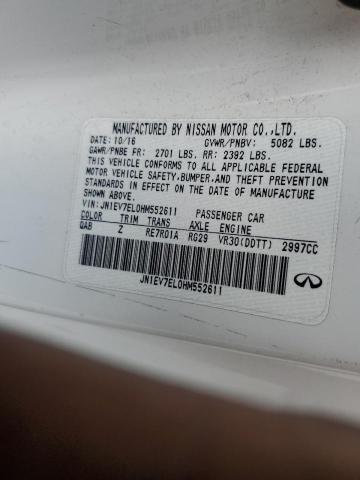 MANUFACTURED BY NISSAN MOTOR CO.,LTD.
DATE: 10/16 GVWR/PNBV: 5082 LBS.
GAWR/PNBE FR: 2701 LBS. RR: 2392 LBS.
THIS VEHICLE CONFORMS TO ALL APPLICABLE FEDERAL
MOTOR VEHICLE SAFETY,BUMPER,AND THEFT PREVENTION
STANDARDS IN EFFECT ON THE DATE OF MANUFACTURE
SHOWN ABOVE.
VIN:JN1EV7EL0HM552611 PASSENGER CAR
COLOR TRIM TRANS AXLE ENGINE
QAB Z RE7R01A RG29 VR30(DDTT) 2997CC
JN1EV7EL0HM552611